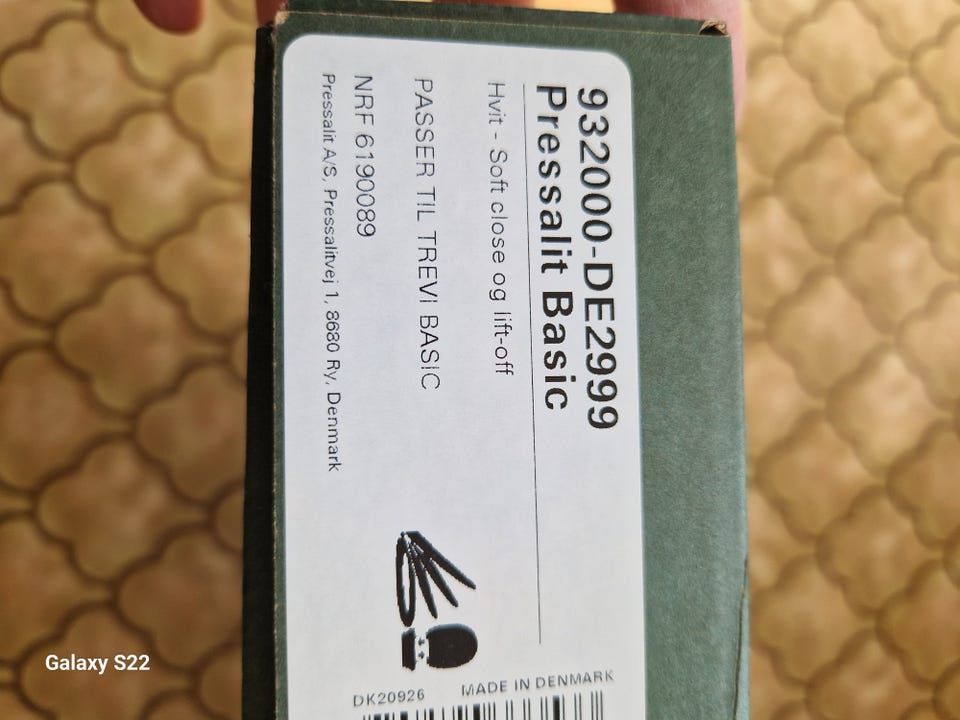 932000-DE2999
Pressalit Basic
Hvit - Soft close og lift-off
PASSER TIL TREVI BASIC
NRF 6190089
Pressalit A/S, Pressalitvej 1, 8680 Ry, Denmark
DK20926 MADE IN DENMARK
Galaxy S22